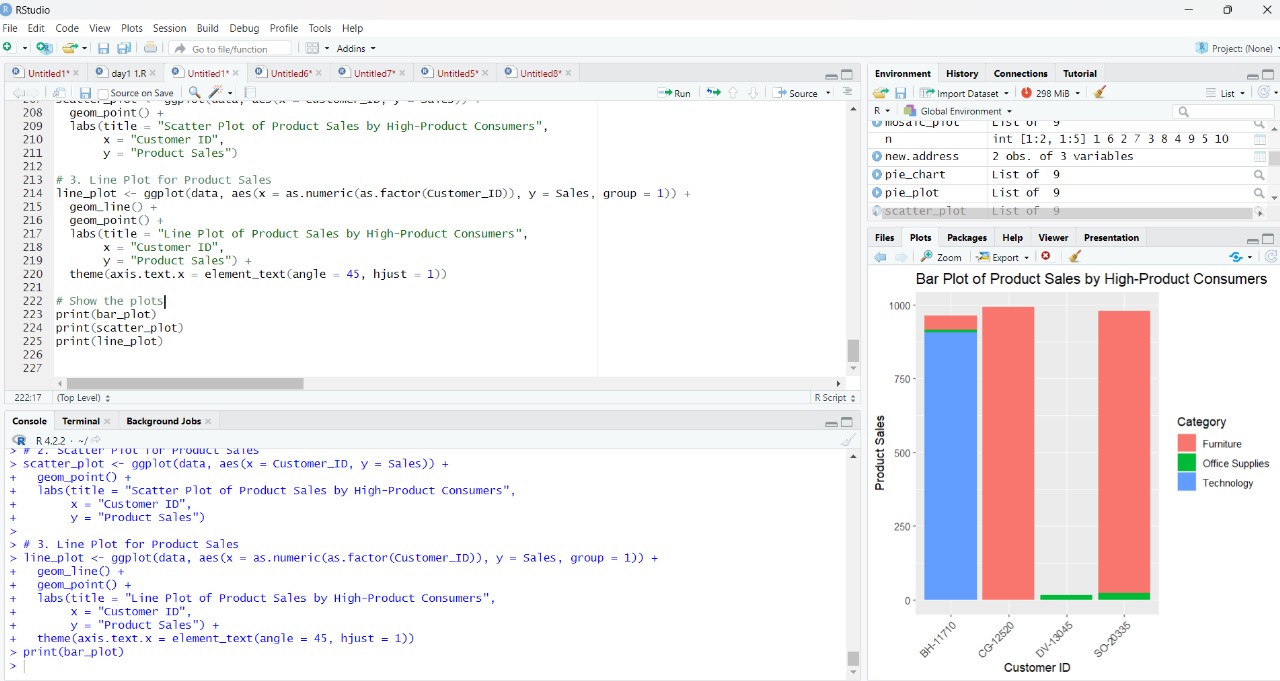 RStudio
File Edit Code View Plots Session Build Debug Profile Tools Help
Go to file/function Addins Project: (None)
Untitled1* day1 1.R Untitled1* Untitled6* Untitled7* Untitled5* Untitled8*
Source on Save Run Source
208 geom_point() +
209 labs(title = "Scatter Plot of Product Sales by High-Product Consumers",
210 x = "Customer ID",
211 y = "Product Sales")
212
213 # 3. Line Plot for Product Sales
214 line_plot <- ggplot(data, aes(x = as.numeric(as.factor(Customer_ID)), y = Sales, group = 1)) +
215 geom_line() +
216 geom_point() +
217 labs(title = "Line Plot of Product Sales by High-Product Consumers",
218 x = "Customer ID",
219 y = "Product Sales") +
220 theme(axis.text.x = element_text(angle = 45, hjust = 1))
221
222 # Show the plots
223 print(bar_plot)
224 print(scatter_plot)
225 print(line_plot)
226
227
222:17 (Top Level) R Script
Console Terminal Background Jobs
R 4.2.2 · ~/
> # 2. Scatter Plot for Product Sales
> scatter_plot <- ggplot(data, aes(x = Customer_ID, y = Sales)) +
+ geom_point() +
+ labs(title = "Scatter Plot of Product Sales by High-Product Consumers",
+ x = "Customer ID",
+ y = "Product Sales")
>
> # 3. Line Plot for Product Sales
> line_plot <- ggplot(data, aes(x = as.numeric(as.factor(Customer_ID)), y = Sales, group = 1)) +
+ geom_line() +
+ geom_point() +
+ labs(title = "Line Plot of Product Sales by High-Product Consumers",
+ x = "Customer ID",
+ y = "Product Sales") +
+ theme(axis.text.x = element_text(angle = 45, hjust = 1))
> print(bar_plot)
>
Environment History Connections Tutorial
Import Dataset 298 MiB List
R Global Environment
mosaic_plot List of 9
n int [1:2, 1:5] 1 6 2 7 3 8 4 9 5 10
new.address 2 obs. of 3 variables
pie_chart List of 9
pie_plot List of 9
scatter_plot List of 9
Files Plots Packages Help Viewer Presentation
Zoom Export
Bar Plot of Product Sales by High-Product Consumers
1000
750
500
250
0
Product Sales
BH-11710 CG-12520 DV-13045 SO-20335
Customer ID
Category
Furniture
Office Supplies
Technology